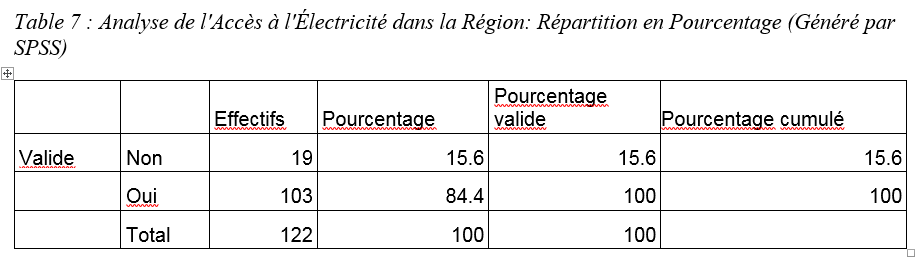 Table 7 : Analyse de l'Accès à l'Électricité dans la Région: Répartition en Pourcentage (Généré par
SPSS)
Effectifs Pourcentage Pourcentage valide Pourcentage cumulé
Valide Non 19 15.6 15.6 15.6
Oui 103 84.4 100 100
Total 122 100 100